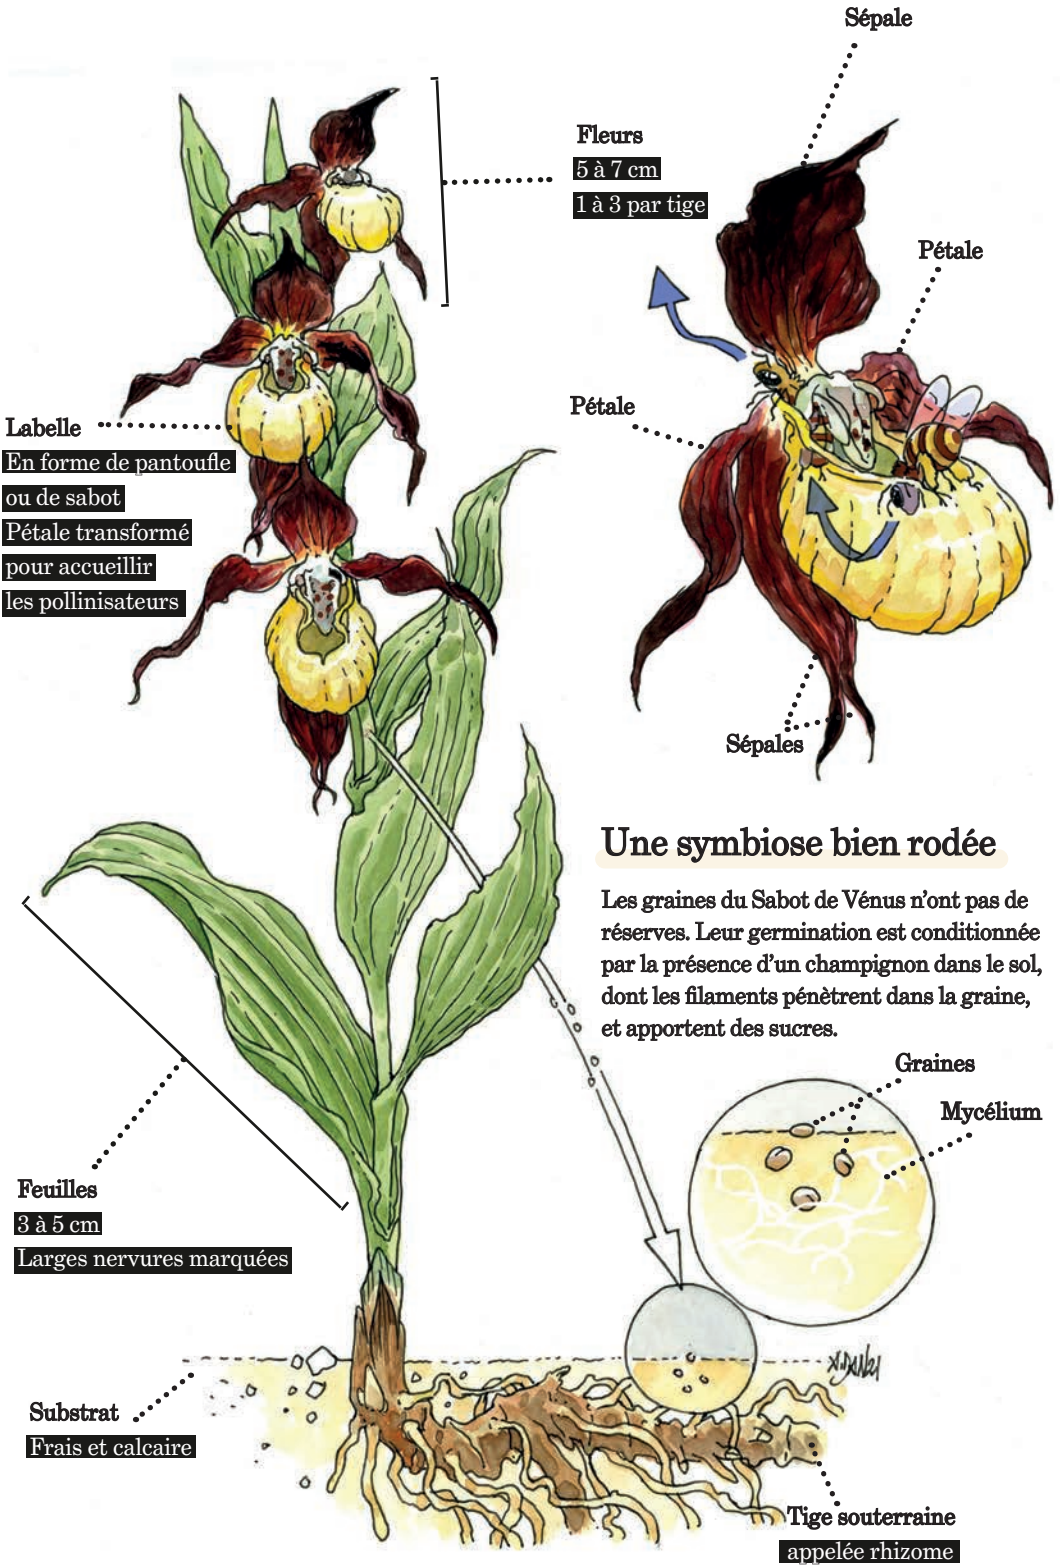 Sépale
Fleurs
5 à 7 cm
1 à 3 par tige
Pétale
Pétale
Labelle
En forme de pantoufle
ou de sabot
Pétale transformé
pour accueillir
les pollinisateurs
Sépales
Une symbiose bien rodée
Les graines du Sabot de Vénus n'ont pas de
réserves. Leur germination est conditionnée
par la présence d'un champignon dans le sol,
dont les filaments pénètrent dans la graine,
et apportent des sucres.
Graines
Mycélium
Feuilles
3 à 5 cm
Larges nervures marquées
Substrat
Frais et calcaire
Tige souterraine
appelée rhizome